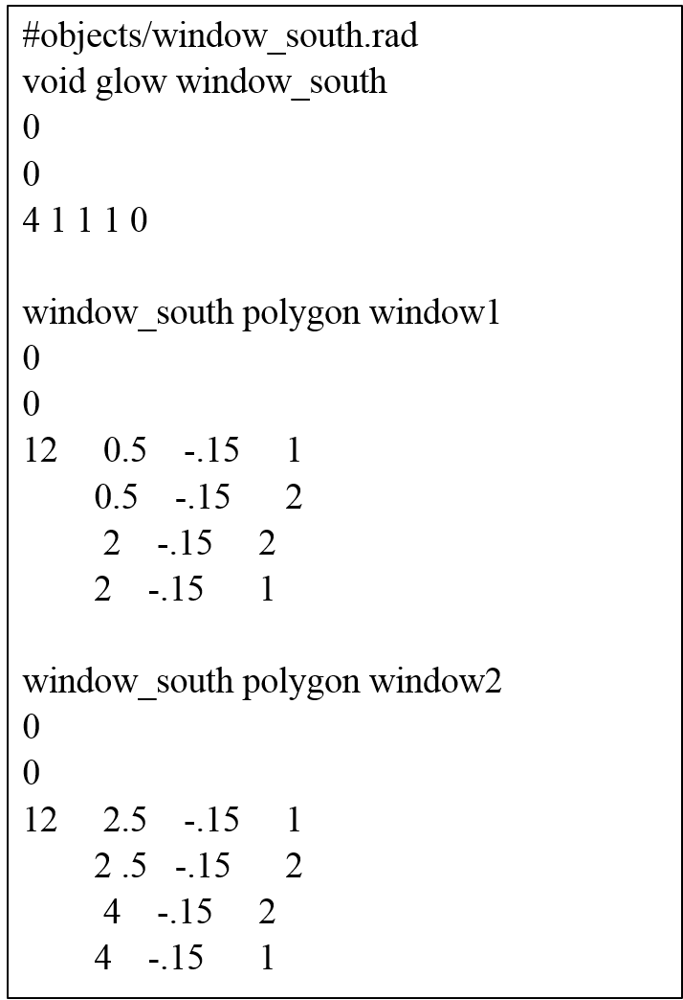 #objects/window_south.rad
void glow window_south
0
0
4 1 1 1 0
window_south polygon window1
0
0
12 0.5 -.15 1
0.5 -.15 2
2 -.15 2
2 -.15 1
window_south polygon window2
0
0
12 2.5 -.15 1
2 .5 -.15 2
4 -.15 2
4 -.15 1